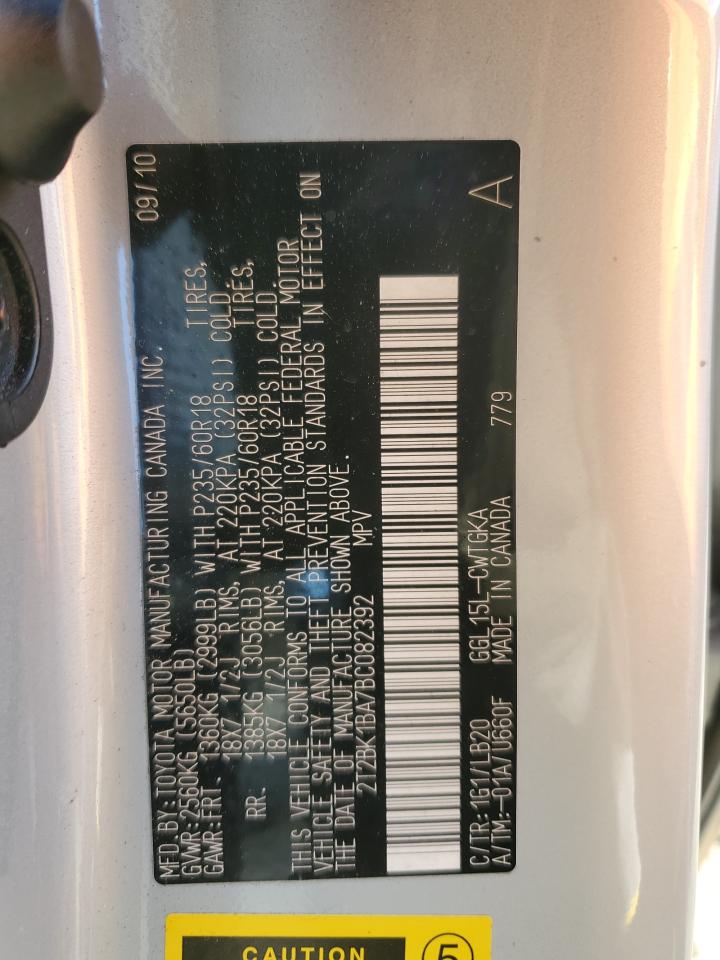 MFD.BY:TOYOTA MOTOR MANUFACTURING CANADA INC. 09/10
GVWR:2560KG (5650LB)
GAWR:FRT. 1360KG (2999LB) WITH P235/60R18 TIRES,
18X7 1/2J RIMS, AT 220KPA (32PSI) COLD.
RR. 1385KG (3056LB) WITH P235/60R18 TIRES,
18X7 1/2J RIMS, AT 220KPA (32PSI) COLD.
THIS VEHICLE CONFORMS TO ALL APPLICABLE FEDERAL MOTOR
VEHICLE SAFETY AND THEFT PREVENTION STANDARDS IN EFFECT ON
THE DATE OF MANUFACTURE SHOWN ABOVE.
2T2BK1BA7BC082392 MPV
C/TR:1G1/LB20 GGL15L-CWTGKA 779 A
A/TM:-01A/U660F MADE IN CANADA
CAUTION 5